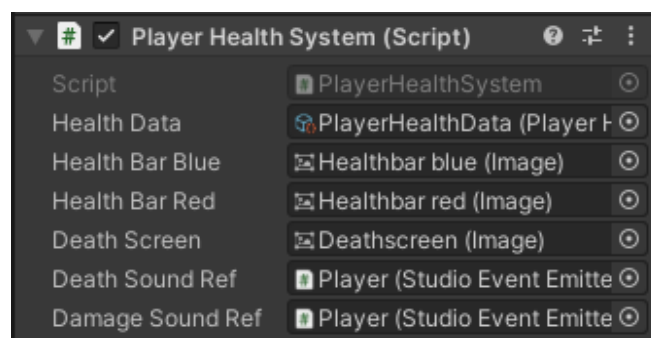 Player Health System (Script)
Script PlayerHealthSystem
Health Data PlayerHealthData (Player H
Health Bar Blue Healthbar blue (Image)
Health Bar Red Healthbar red (Image)
Death Screen Deathscreen (Image)
Death Sound Ref Player (Studio Event Emitte
Damage Sound Ref Player (Studio Event Emitte